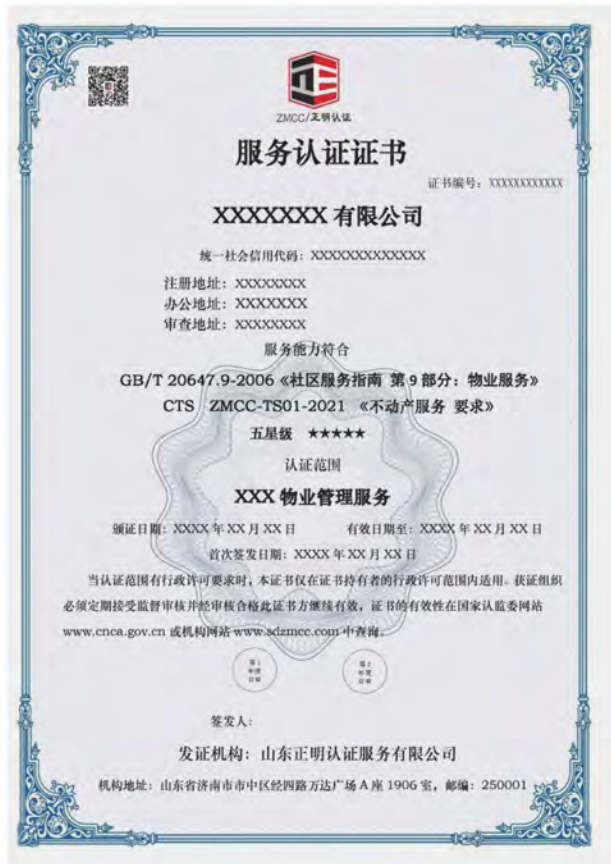 ZMCC/正明认证
服务认证证书
证书编号：XXXXXXXXXXXX
XXXXXXX 有限公司
统一社会信用代码：XXXXXXXXXXXXX
注册地址：XXXXXXXX
办公地址：XXXXXXXX
审查地址：XXXXXXXX
服务能力符合
GB/T 20647.9-2006《社区服务指南 第 9 部分：物业服务》
CTS ZMCC-TS01-2021 《不动产服务 要求》
五星级 ★★★★★
认证范围
XXX 物业管理服务
颁证日期：XXXX 年 XX 月 XX 日 有效日期至：XXXX 年 XX 月 XX 日
首次签发日期：XXXX 年 XX 月 XX 日
当认证范围有行政许可要求时，本证书仅在证书持有者的行政许可范围内适用。获证组织
必须定期接受监督审核并经审核合格此证书方继续有效，证书的有效性在国家认监委网站
www.cnca.gov.cn 或机构网站 www.sdzmcc.com 中查询。
第 1
年度
第 2
年度
签发人：
发证机构：山东正明认证服务有限公司
机构地址：山东省济南市市中区经四路万达广场 A 座 1906 室，邮编：250001